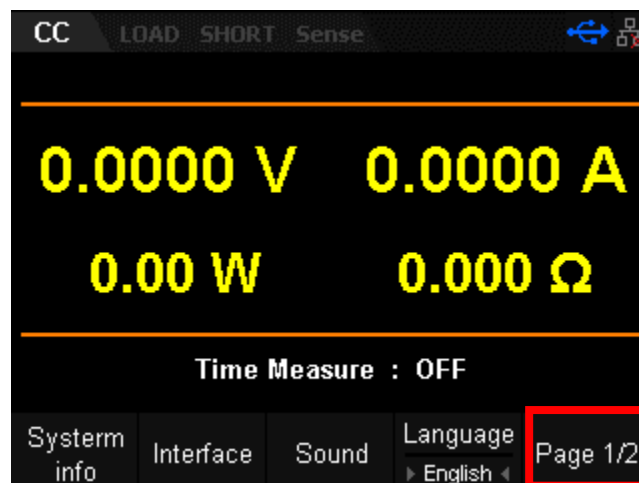 CC LOAD SHORT Sense
0.0000 V 0.0000 A
0.00 W 0.000 Ω
Time Measure : OFF
Systerm info Interface Sound Language English Page 1/2